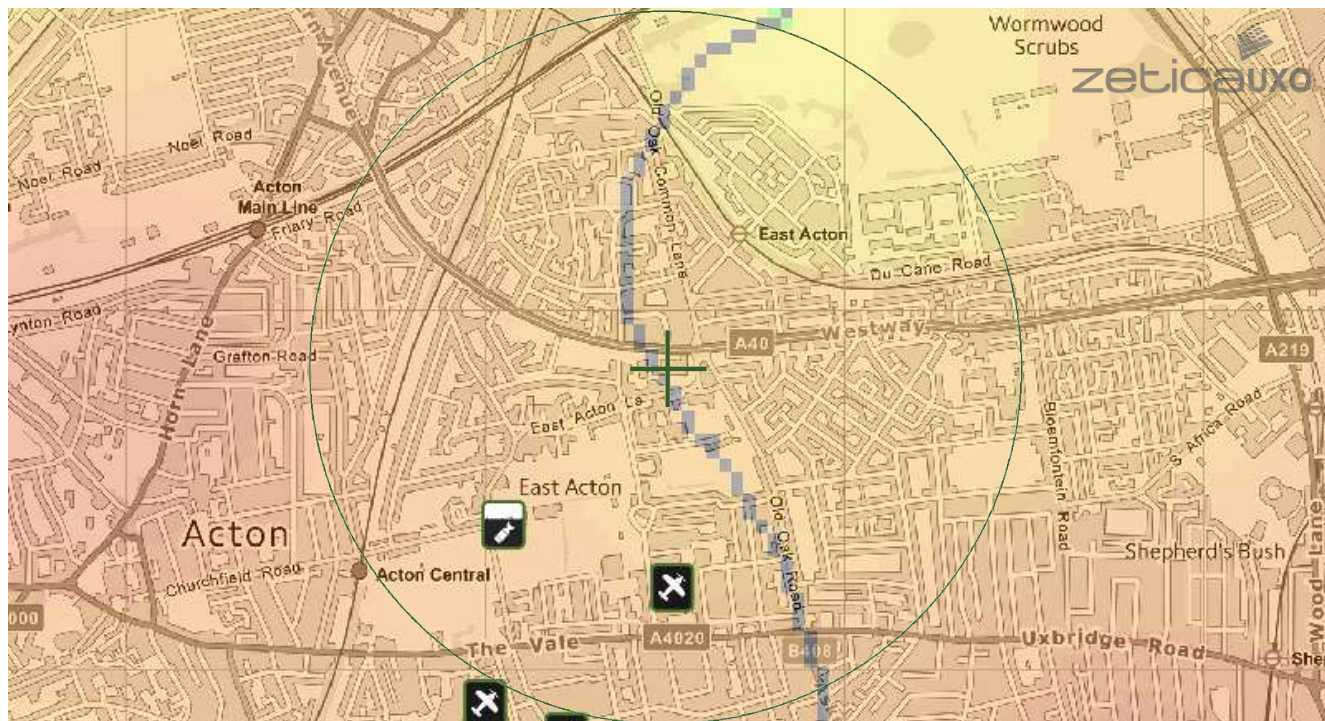 Wormwood
Scrubs
zeticauxo
Avenue
Noel Road
Noel Road
Old Oak Common Lane
Acton
Main Line
Friary Road
East Acton
Du Cane Road
ynton Road
Horn Lane
Grafton Road
Westway
A40
A219
East Acton La
Bloemfontein Road
S Africa Road
East Acton
Acton
Old Oak Road
Shepherd's Bush
Wood Lane
Churchfield Road
Acton Central
000
The Vale
A4020
B408
Uxbridge Road
She